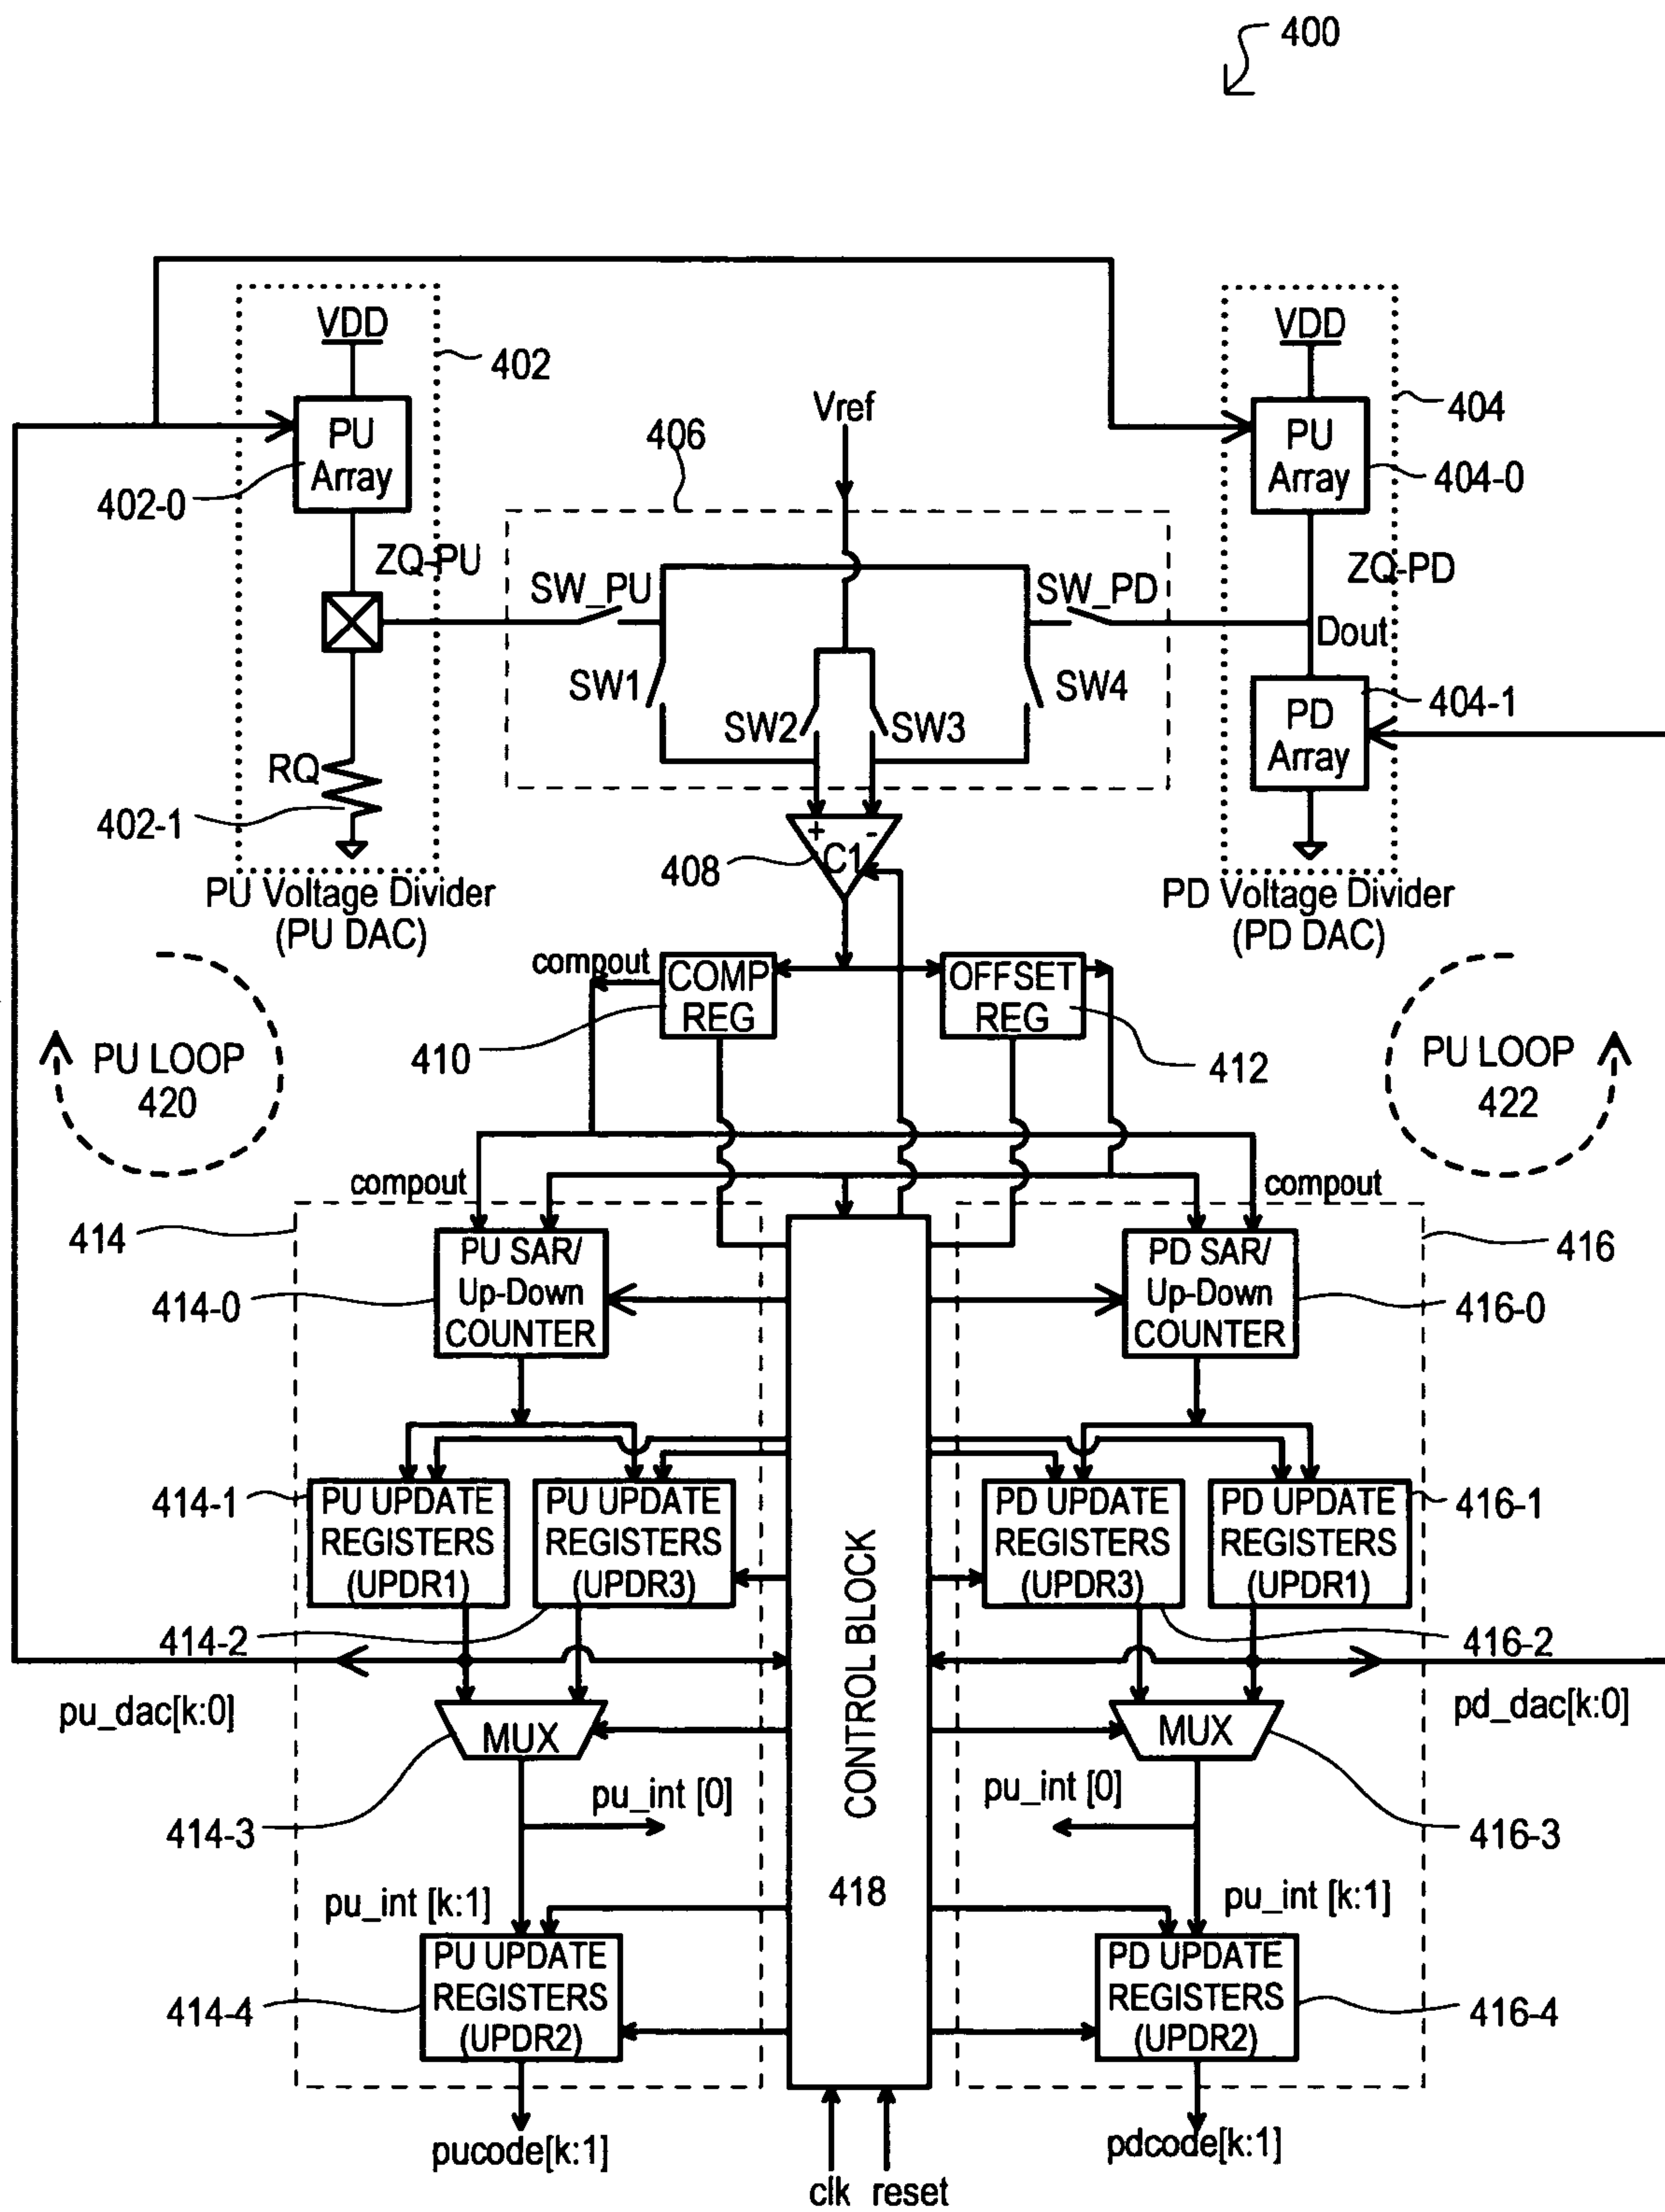 400
VDD
402
PU
Array
402-0
ZQ-PU
RQ
402-1
PU Voltage Divider
(PU DAC)
Vref
406
SW_PU
SW_PD
SW1
SW2
SW3
SW4
VDD
404
PU
Array
404-0
ZQ-PD
Dout
PD
Array
404-1
PD Voltage Divider
(PD DAC)
+
-
C1
408
compout
COMP
REG
410
OFFSET
REG
412
PU LOOP
420
PU LOOP
422
compout
compout
414
416
PU SAR/
Up-Down
COUNTER
414-0
PD SAR/
Up-Down
COUNTER
416-0
414-1
PU UPDATE
REGISTERS
(UPDR1)
PU UPDATE
REGISTERS
(UPDR3)
414-2
PD UPDATE
REGISTERS
(UPDR3)
PD UPDATE
REGISTERS
(UPDR1)
416-1
416-2
CONTROL BLOCK
418
pu_dac[k:0]
pd_dac[k:0]
MUX
414-3
MUX
416-3
pu_int [0]
pu_int [0]
pu_int [k:1]
pu_int [k:1]
PU UPDATE
REGISTERS
(UPDR2)
414-4
PD UPDATE
REGISTERS
(UPDR2)
416-4
pucode[k:1]
pdcode[k:1]
clk
reset